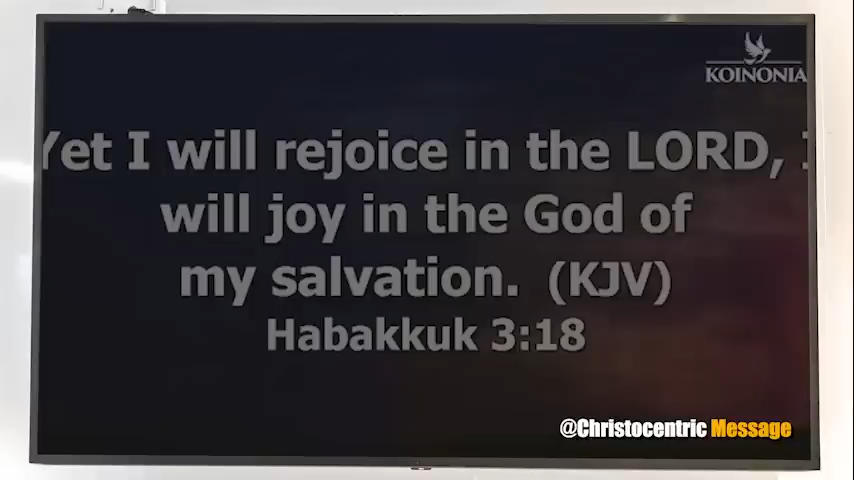 KOINONIA
Yet I will rejoice in the LORD, I
will joy in the God of
my salvation. (KJV)
Habakkuk 3:18
@Christocentric Message